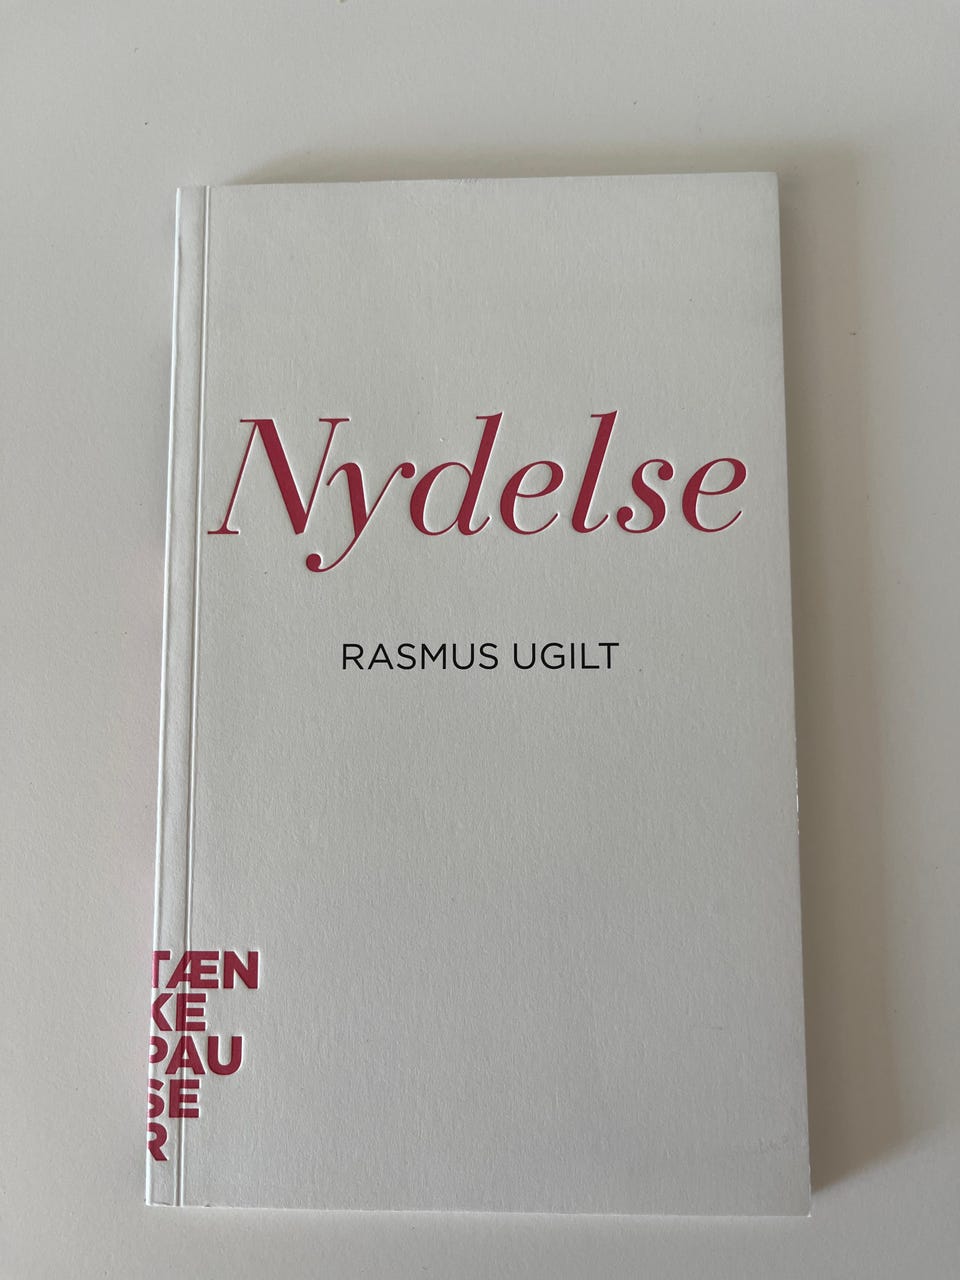 Nydelse
RASMUS UGILT
TÆN
KE
PAU
SE
R